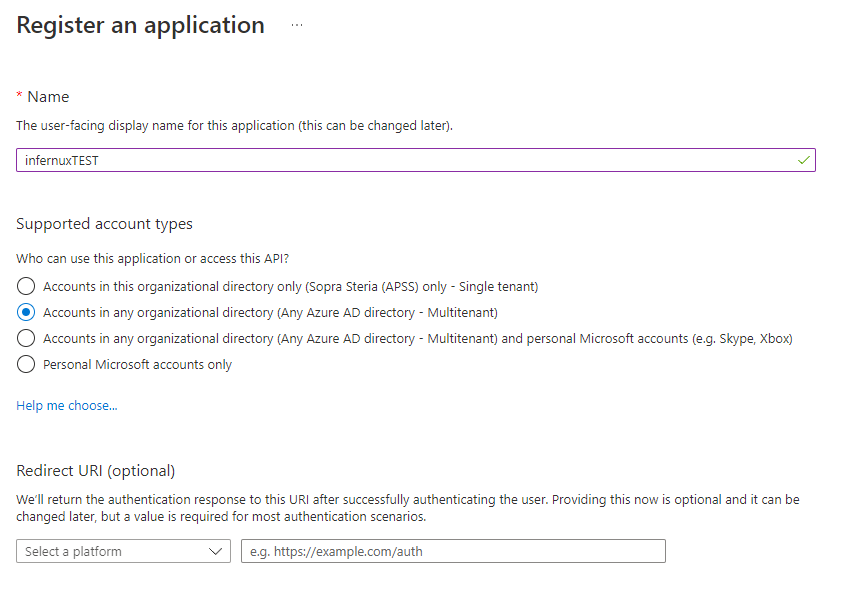 Register an application ...
* Name
The user-facing display name for this application (this can be changed later).
infernuxTEST
Supported account types
Who can use this application or access this API?
Accounts in this organizational directory only (Sopra Steria (APSS) only - Single tenant)
Accounts in any organizational directory (Any Azure AD directory - Multitenant)
Accounts in any organizational directory (Any Azure AD directory - Multitenant) and personal Microsoft accounts (e.g. Skype, Xbox)
Personal Microsoft accounts only
Help me choose...
Redirect URI (optional)
We'll return the authentication response to this URI after successfully authenticating the user. Providing this now is optional and it can be
changed later, but a value is required for most authentication scenarios.
Select a platform e.g. https://example.com/auth